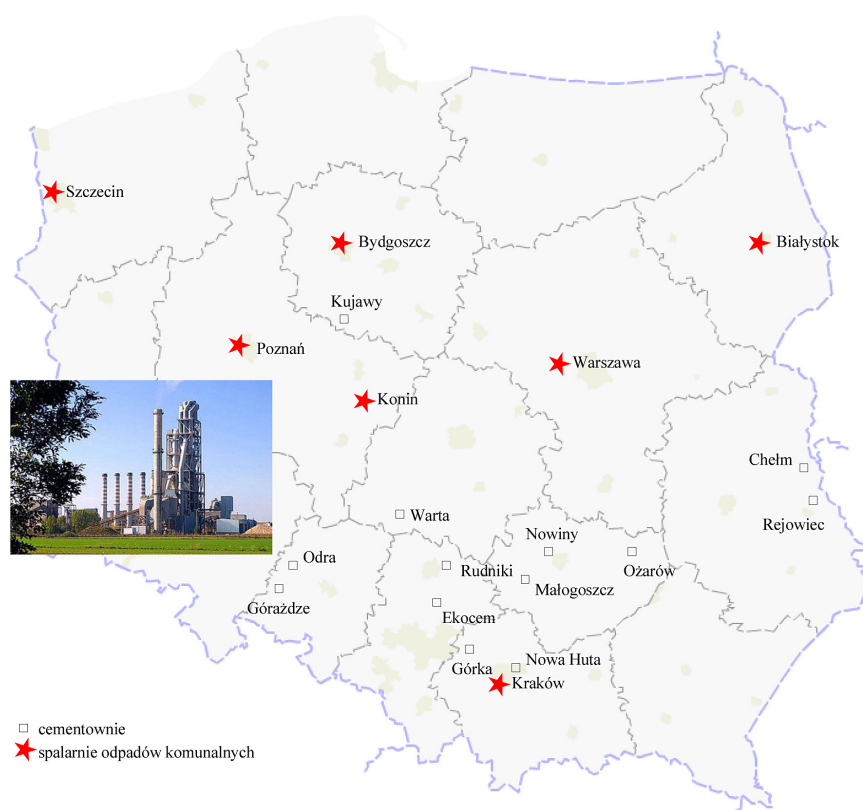 Szczecin
Bydgoszcz
Białystok
Kujawy
Poznań
Warszawa
Konin
Chełm
Rejowiec
Warta
Nowiny
Odra
Rudniki
Ożarów
Małogoszcz
Górażdze
Ekocem
Górka
Nowa Huta
Kraków
cementownie
spalarnie odpadów komunalnych